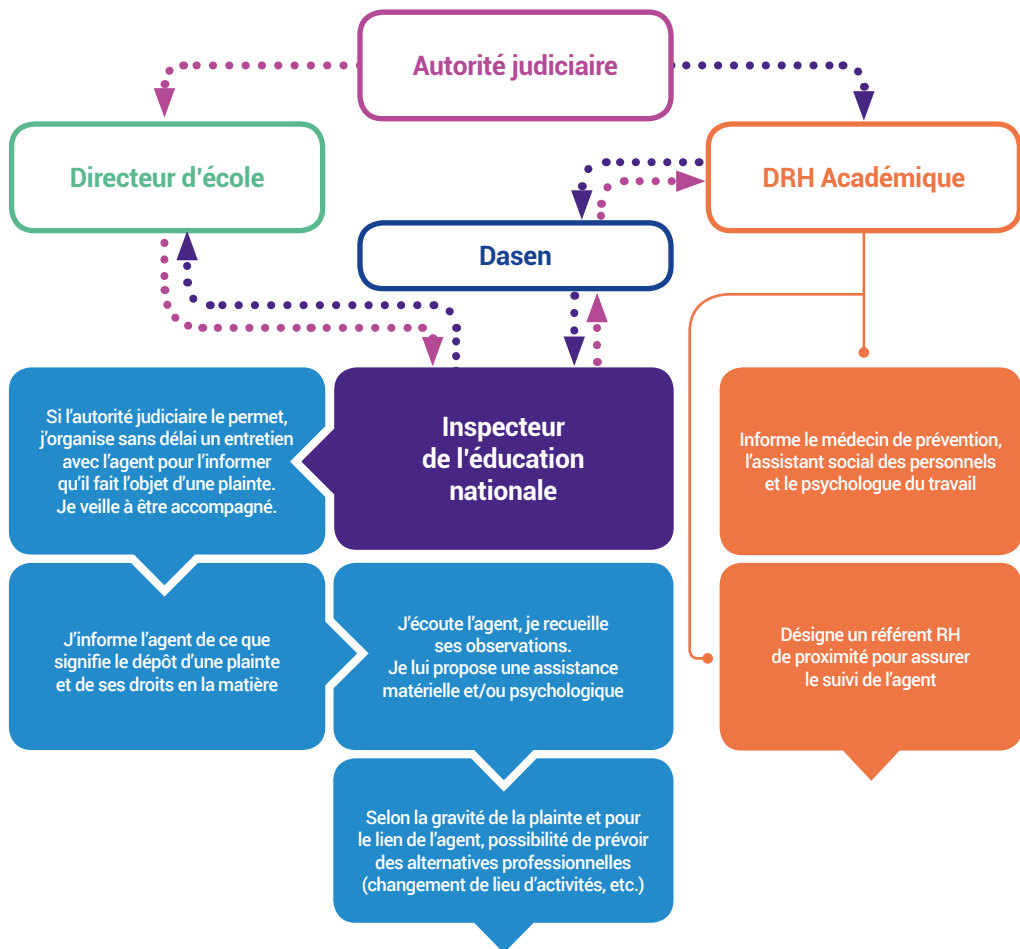 Autorité judiciaire
Directeur d'école
DRH Académique
Dasen
Si l'autorité judiciaire le permet,
j'organise sans délai un entretien
avec l'agent pour l'informer
qu'il fait l'objet d'une plainte.
Je veille à être accompagné.
Inspecteur
de l'éducation
nationale
Informe le médecin de prévention,
l'assistant social des personnels
et le psychologue du travail
J'informe l'agent de ce que
signifie le dépôt d'une plainte
et de ses droits en la matière
J'écoute l'agent, je recueille
ses observations.
Je lui propose une assistance
matérielle et/ou psychologique
Désigne un référent RH
de proximité pour assurer
le suivi de l'agent
Selon la gravité de la plainte et pour
le lien de l'agent, possibilité de prévoir
des alternatives professionnelles
(changement de lieu d'activités, etc.)